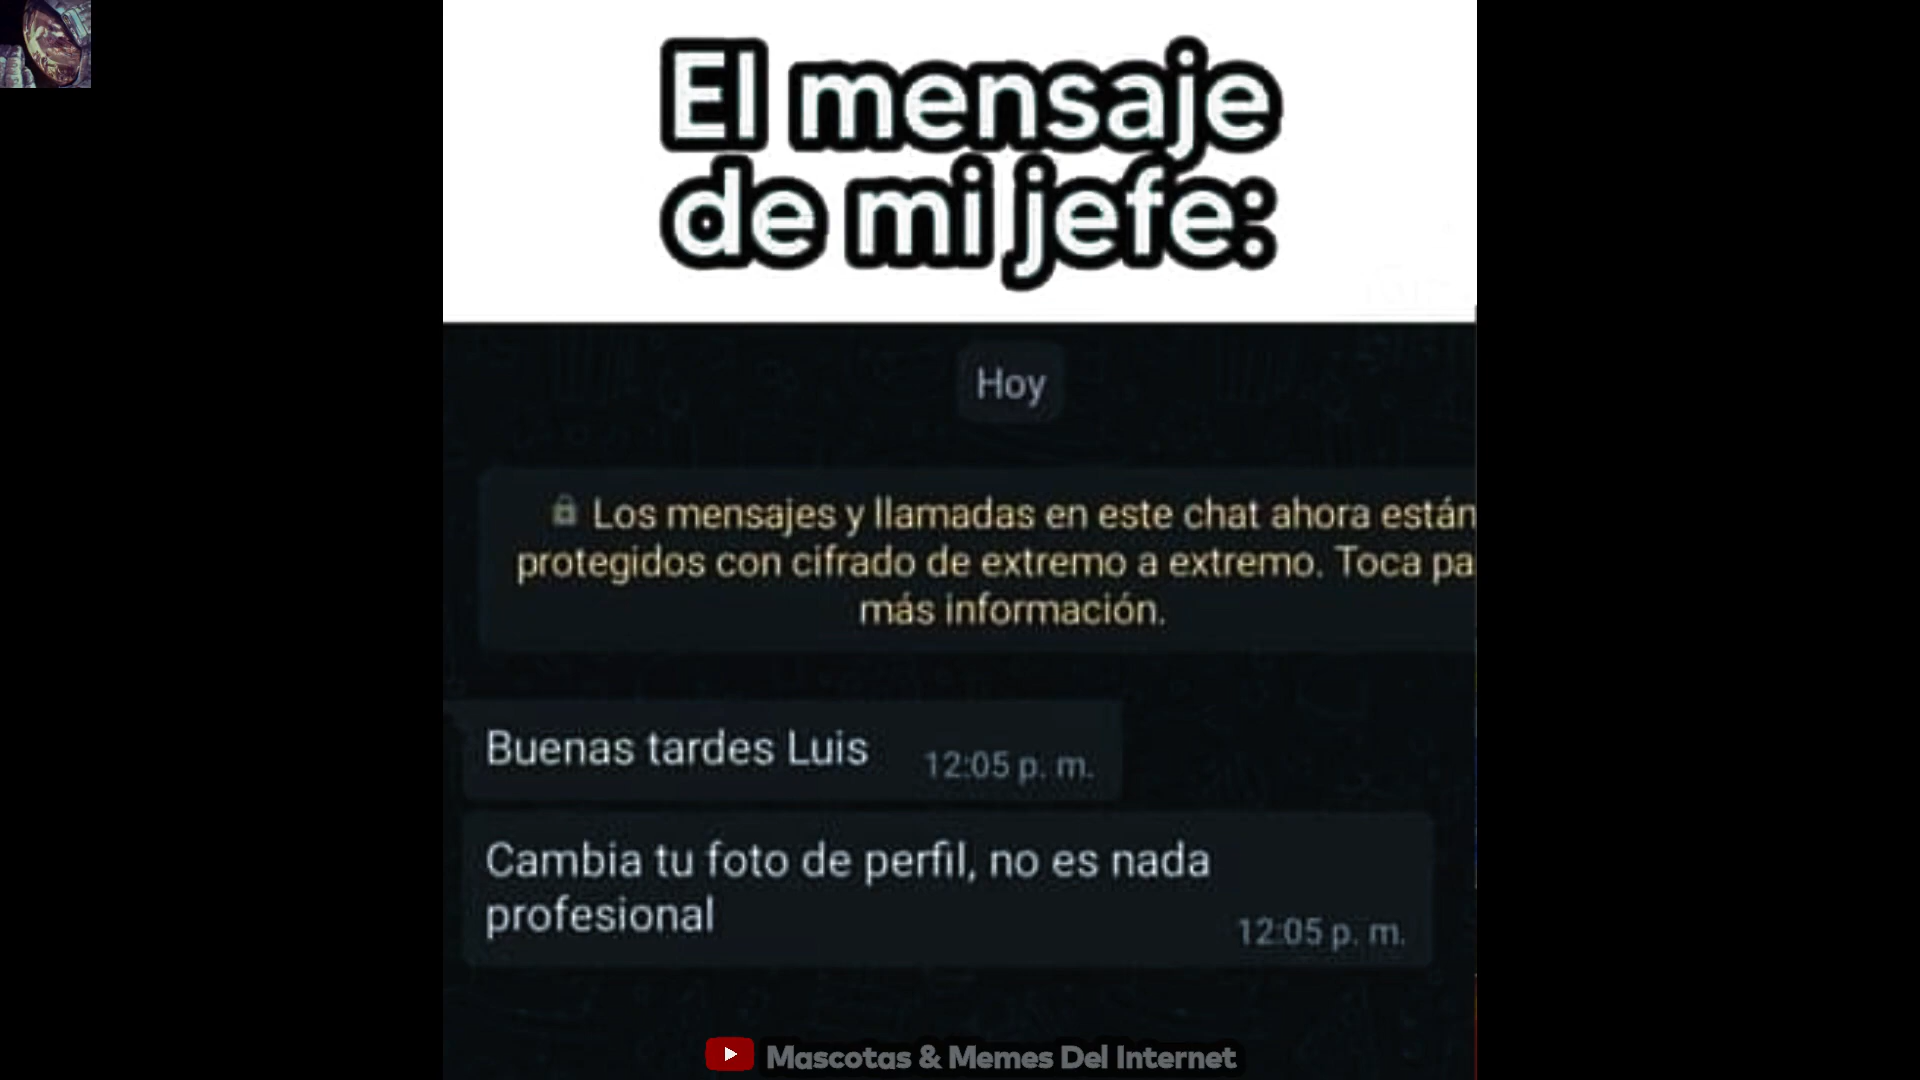 El mensaje
de mi jefe:
Hoy
Los mensajes y llamadas en este chat ahora están
protegidos con cifrado de extremo a extremo. Toca pa
más información.
Buenas tardes Luis 12:05 p. m.
Cambia tu foto de perfil, no es nada
profesional
12:05 p. m.
Mascotas & Memes Del Internet